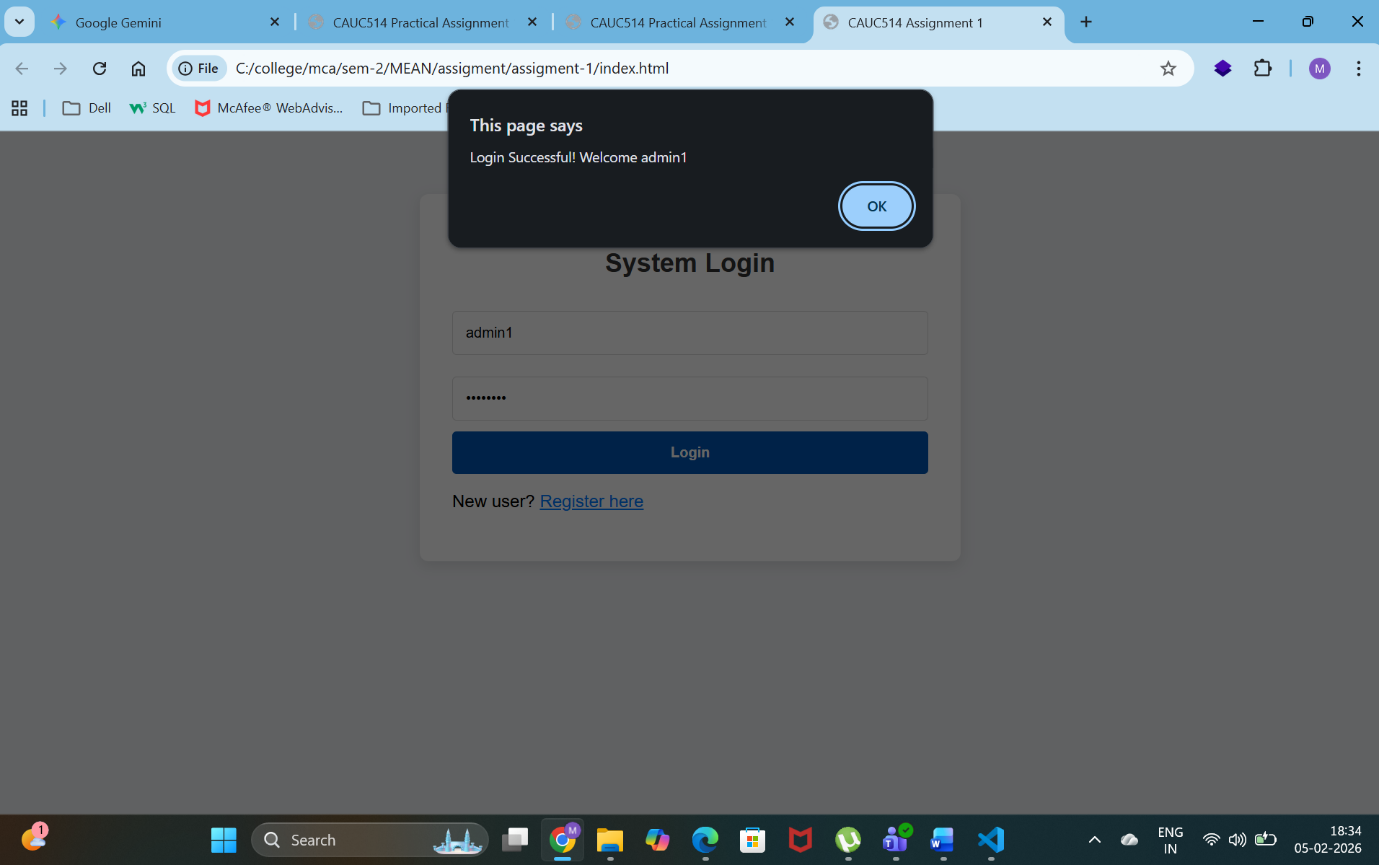 Google Gemini
CAUC514 Practical Assignment
CAUC514 Practical Assignment
CAUC514 Assignment 1
File
C:/college/mca/sem-2/MEAN/assigment/assigment-1/index.html
M
Dell
SQL
McAfee® WebAdvis...
Imported
This page says
Login Successful! Welcome admin1
OK
System Login
admin1
••••••••
Login
New user? Register here
1
Search
M
ENG
IN
18:34
05-02-2026